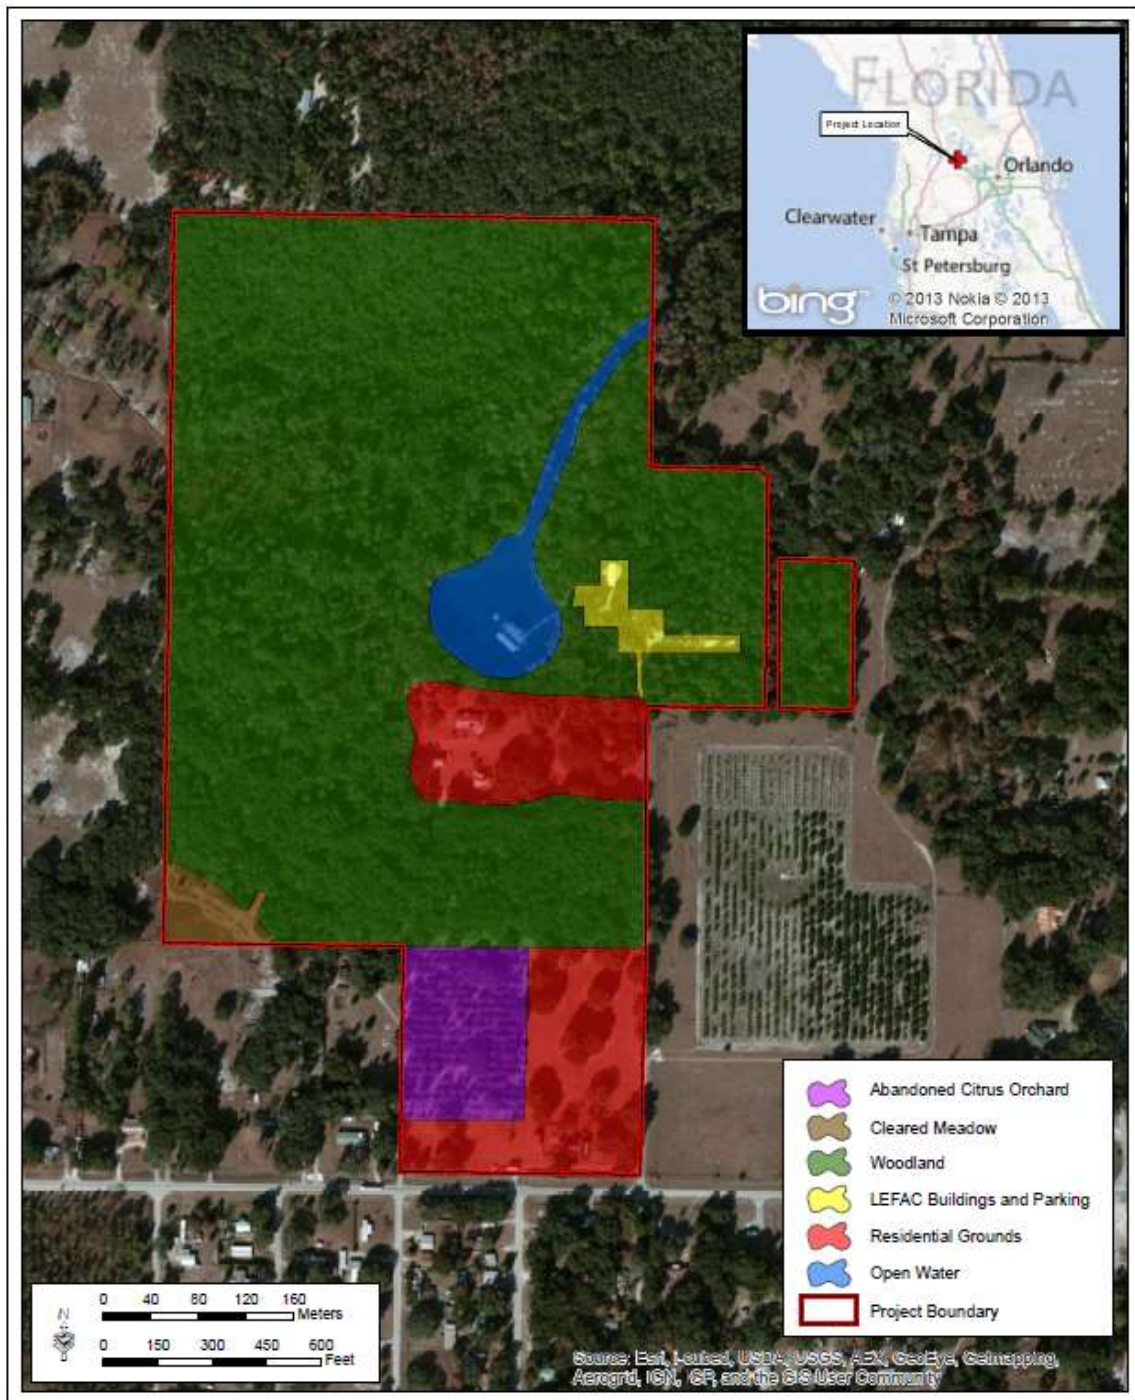 FLORIDA
Project Location
Orlando
Clearwater
Tampa
St Petersburg
bing™
© 2013 Nokia © 2013
Microsoft Corporation
Abandoned Citrus Orchard
Cleared Meadow
Woodland
LEFAC Buildings and Parking
Residential Grounds
Open Water
Project Boundary
N
0 40 80 120 160
Meters
0 150 300 450 600
Feet
Source: Esri, i-cubed, USDA, USGS, AEX, GeoEye, Getmapping,
Aerogrid, IGN, IGP, and the GIS User Community